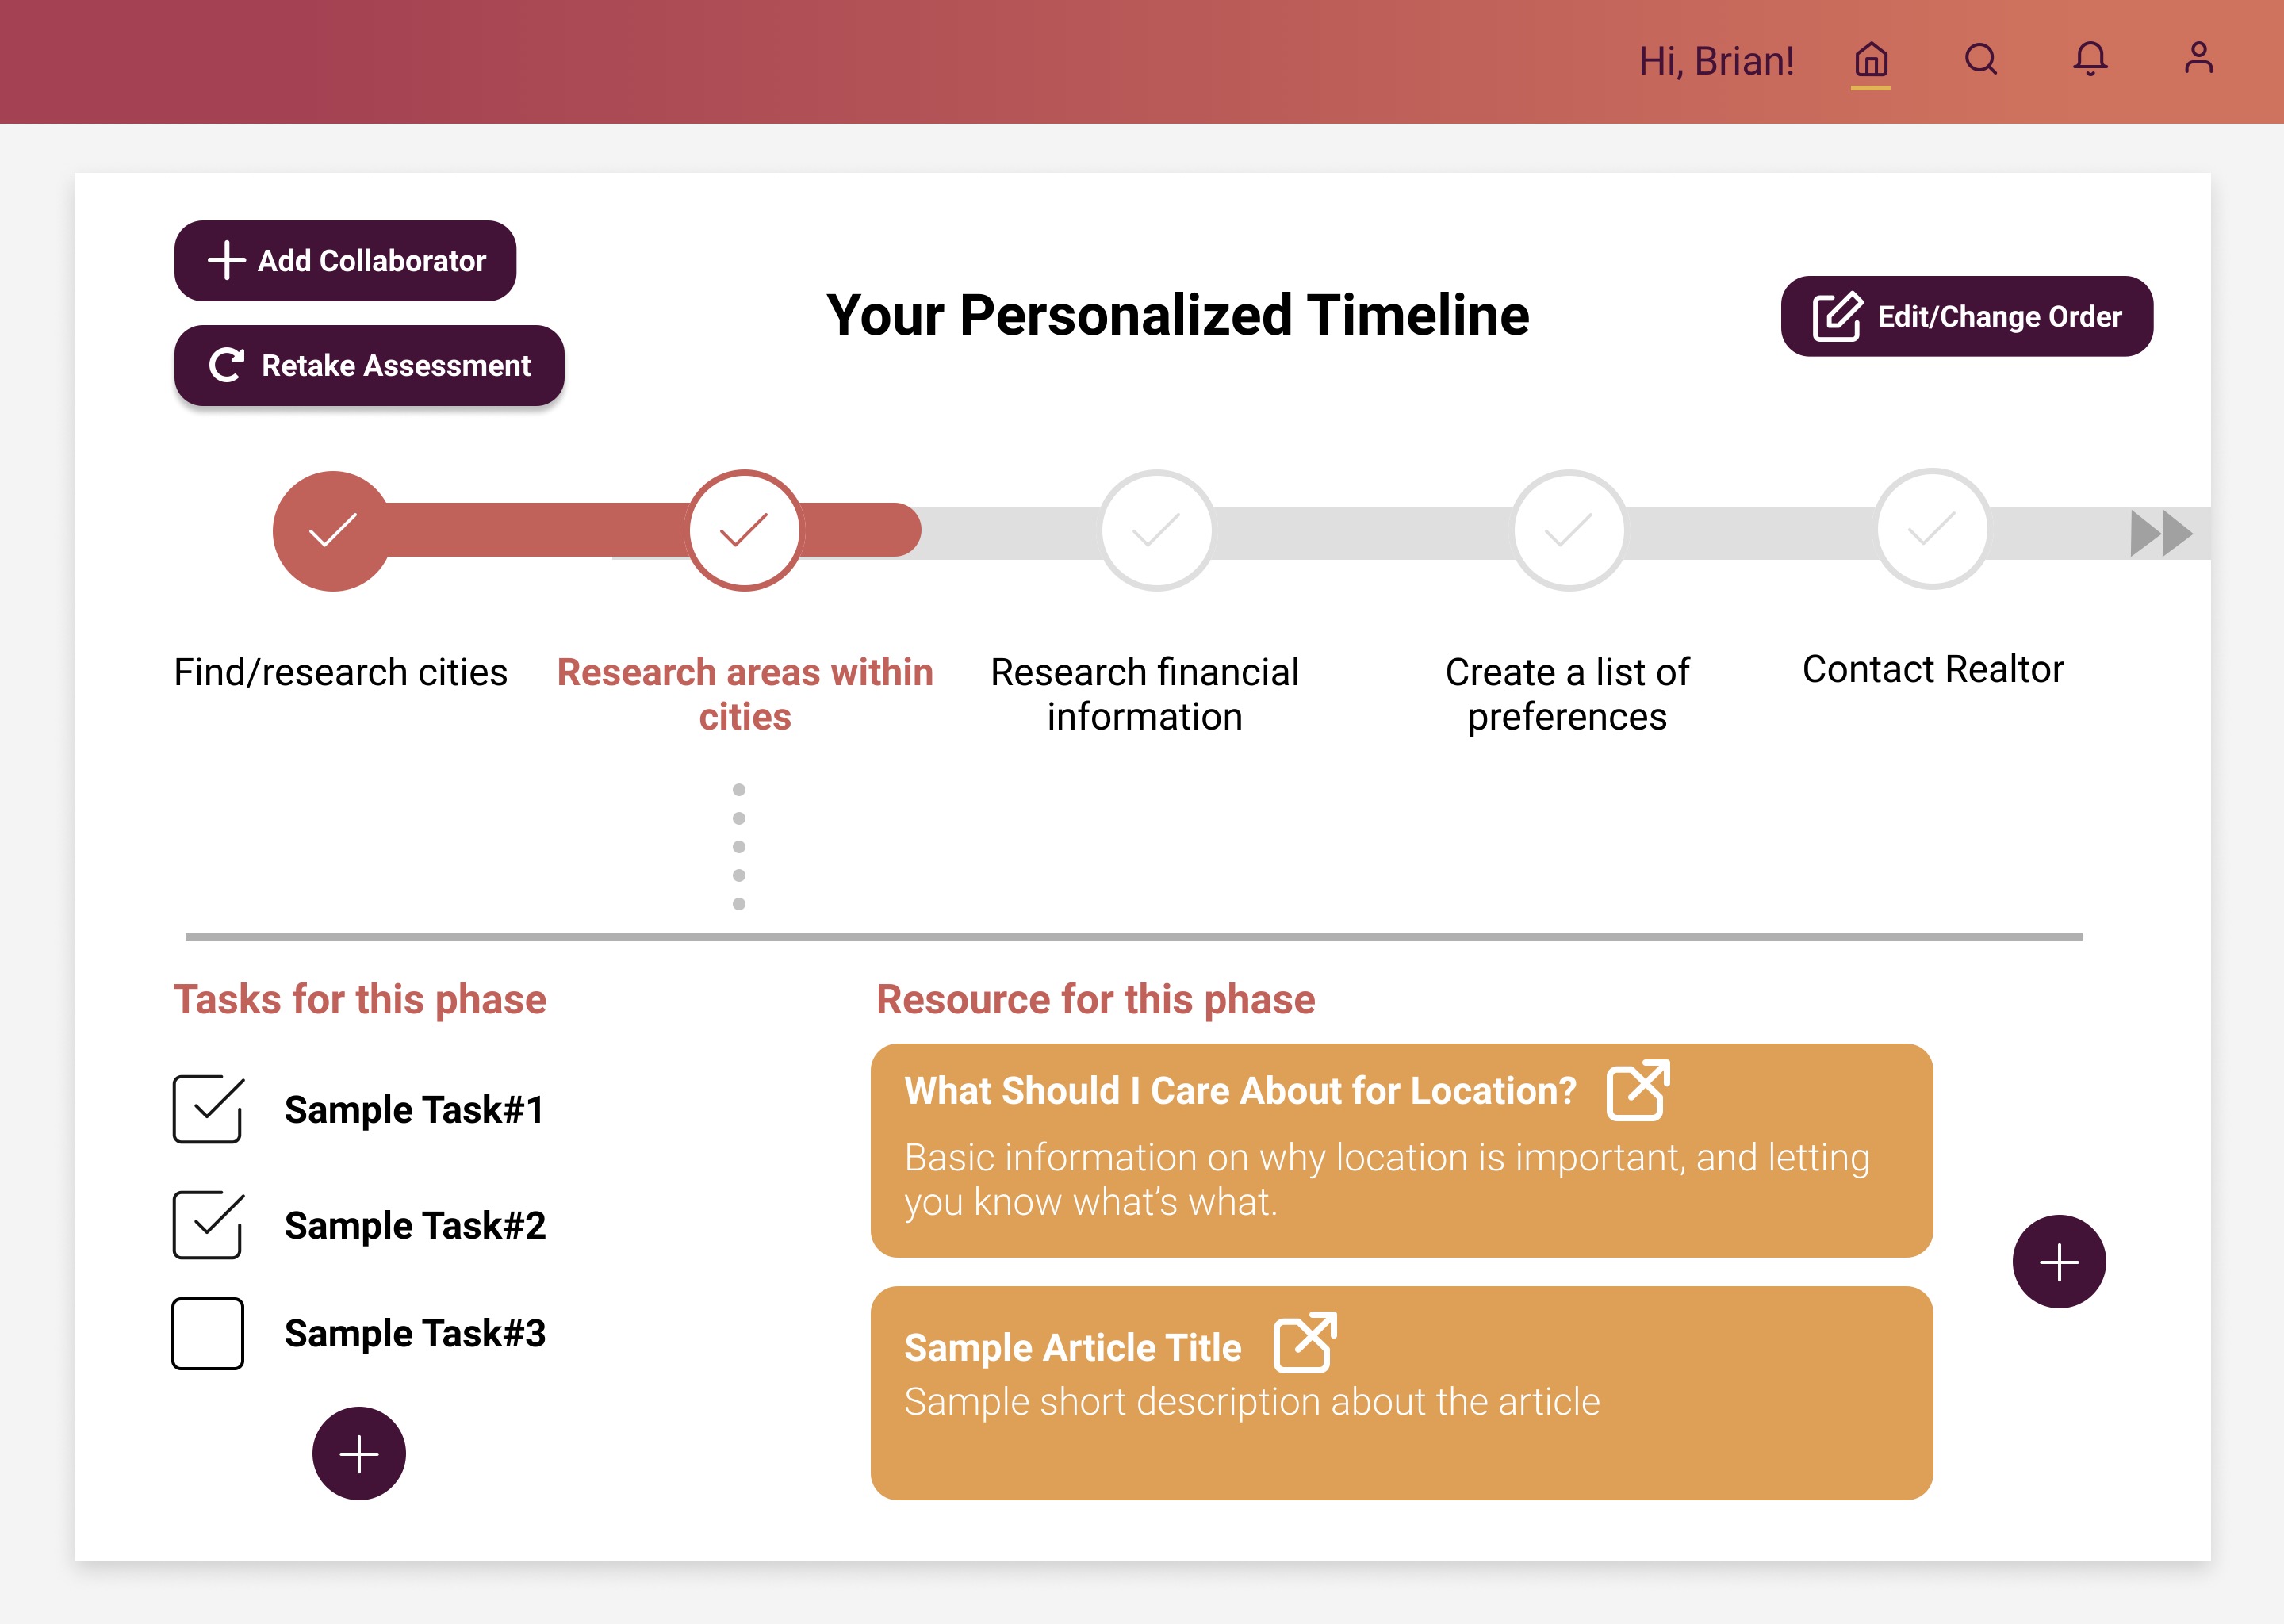 Hi, Brian!
Add Collaborator
Retake Assessment
Your Personalized Timeline
Edit/Change Order
Find/research cities
Research areas within
cities
Research financial
information
Create a list of
preferences
Contact Realtor
Tasks for this phase
Sample Task#1
Sample Task#2
Sample Task#3
Resource for this phase
What Should I Care About for Location?
Basic information on why location is important, and letting
you know what’s what.
Sample Article Title
Sample short description about the article